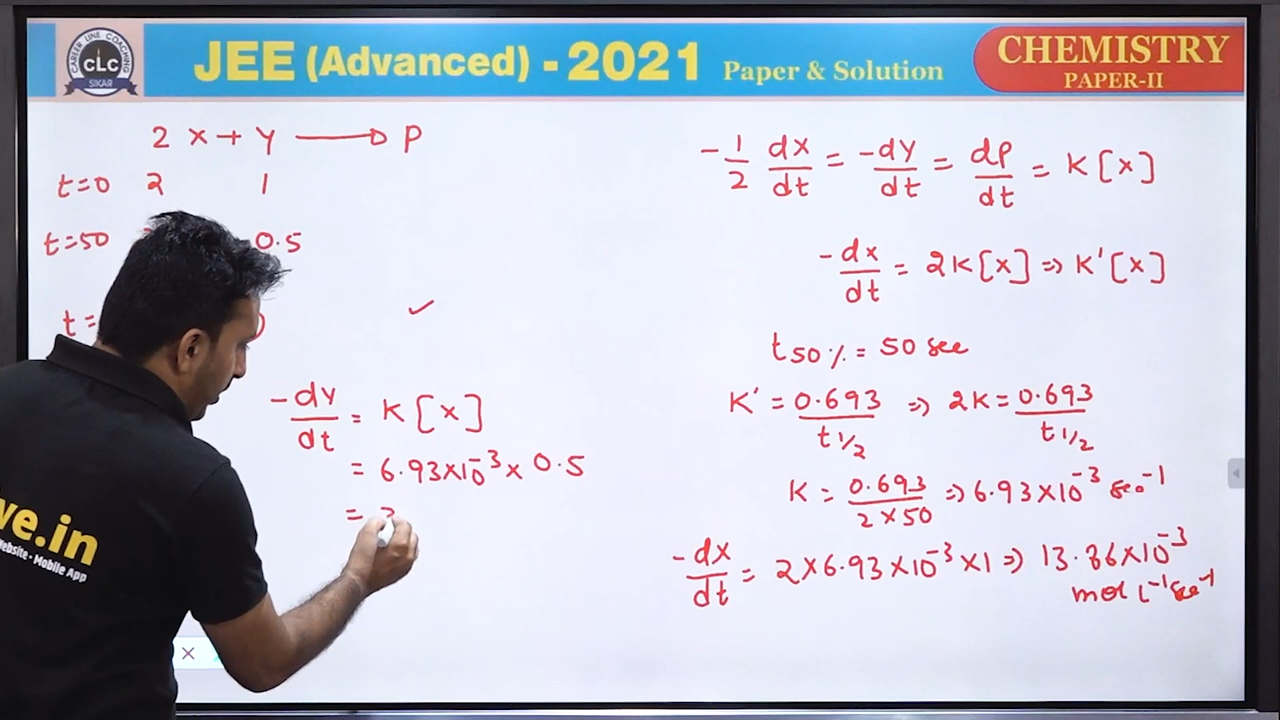 CAREER LINE COACHING
CLC
SIKAR
JEE (Advanced) - 2021 Paper & Solution
CHEMISTRY
PAPER-II
2 X + Y → P
t=0 2 1
t=50 0.5
t=
-dY/dt = K[X]
= 6.93×10^-3 × 0.5
=
-1/2 dX/dt = -dY/dt = dP/dt = K[X]
-dX/dt = 2K[X] ⇒ K'[X]
t50% = 50 sec
K' = 0.693/t1/2 ⇒ 2K = 0.693/t1/2
K = 0.693/2×50 ⇒ 6.93×10^-3 sec^-1
-dX/dt = 2×6.93×10^-3×1 ⇒ 13.86×10^-3
mol L^-1 sec^-1
ve.in
Website - Mobile App